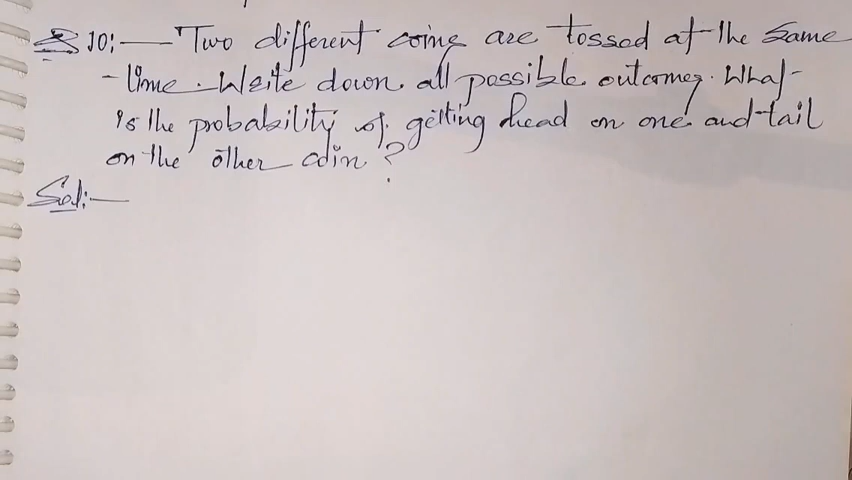 10:— Two different coins are tossed at the same
time. Write down all possible outcomes. What
is the probability of getting head on one and tail
on the other coin?
Sol:—